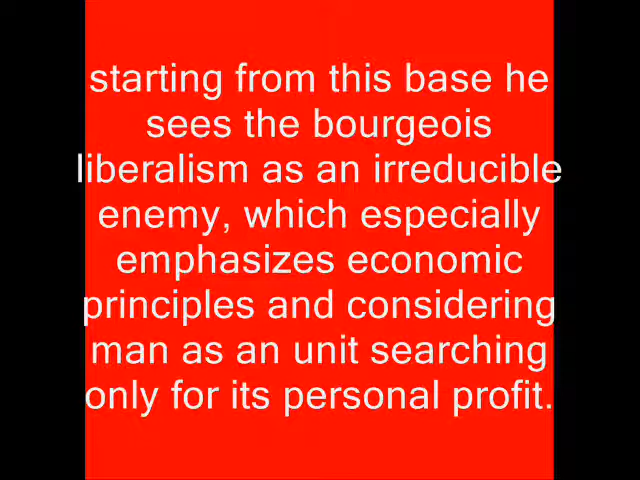 starting from this base he
sees the bourgeois
liberalism as an irreducible
enemy, which especially
emphasizes economic
principles and considering
man as an unit searching
only for its personal profit.